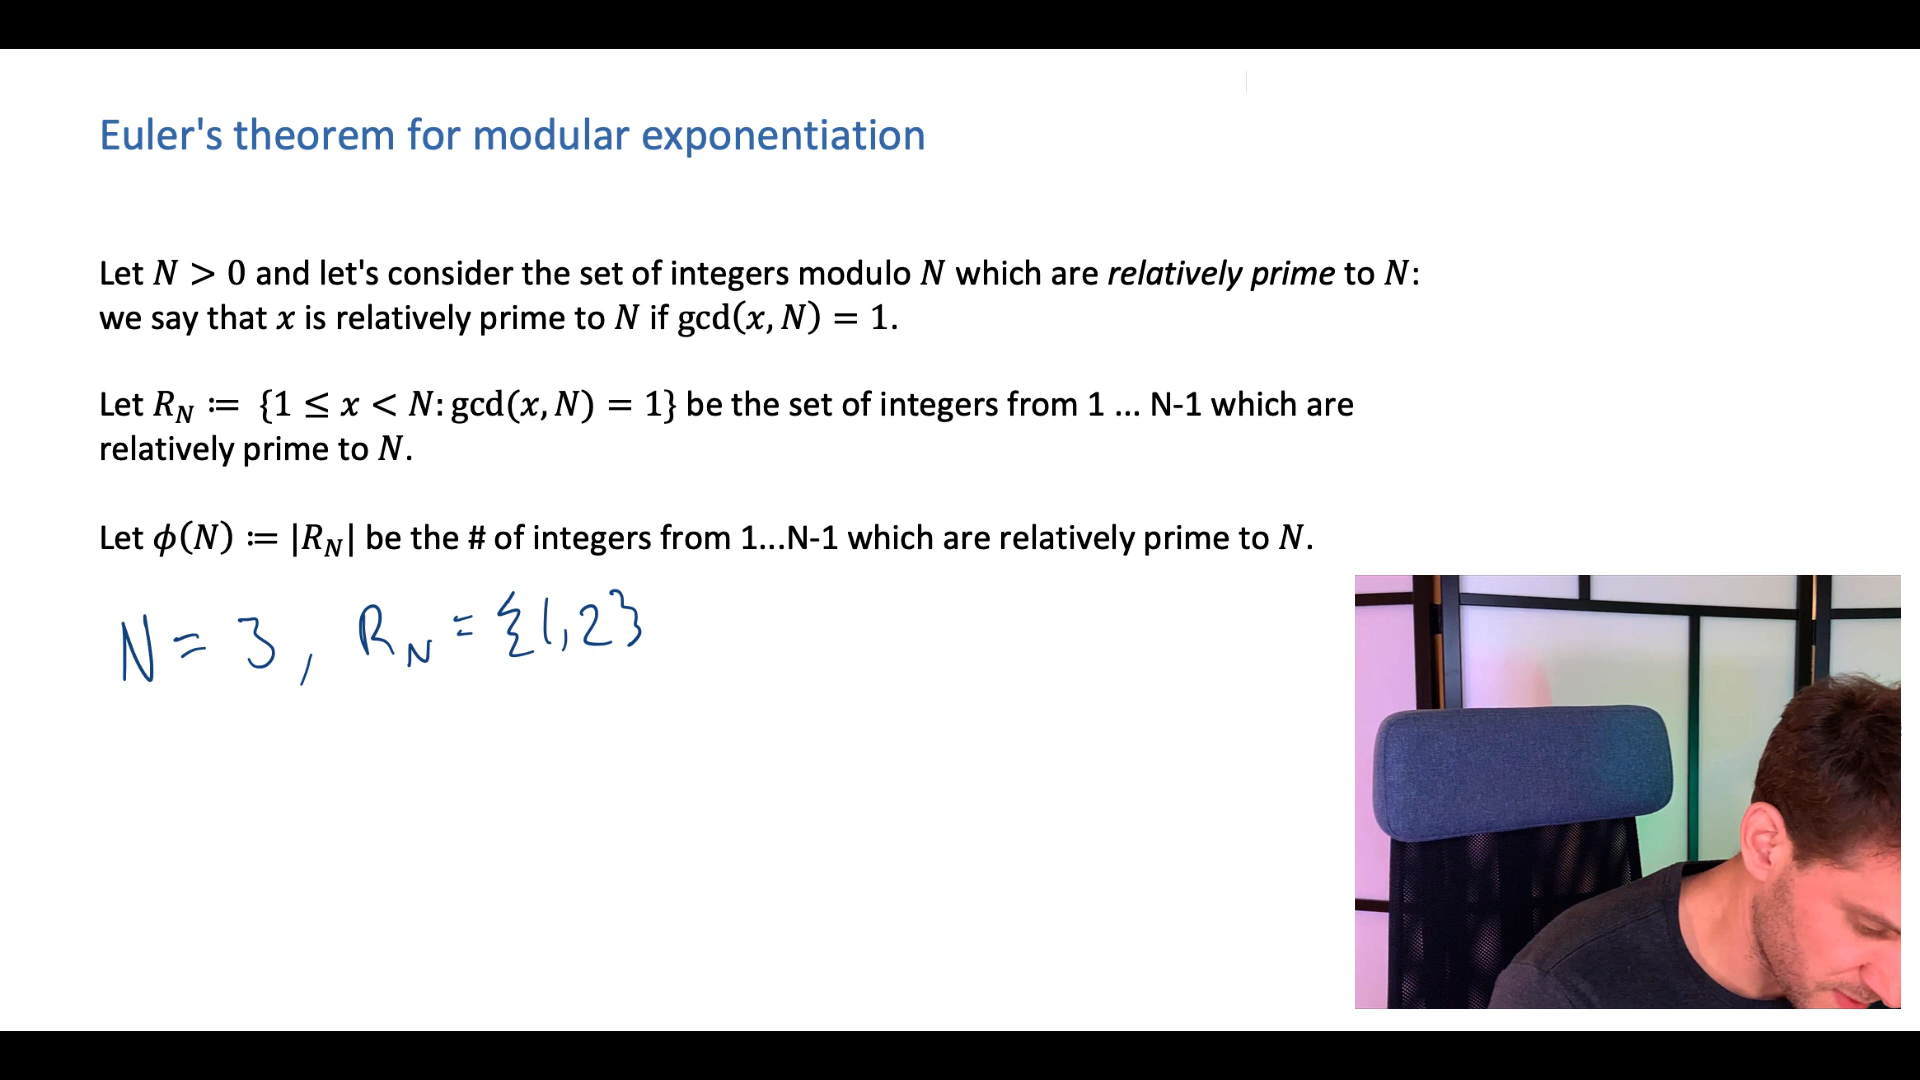 Euler's theorem for modular exponentiation
Let N > 0 and let's consider the set of integers modulo N which are relatively prime to N:
we say that x is relatively prime to N if gcd(x, N) = 1.
Let R_N ≔ {1 ≤ x < N: gcd(x, N) = 1} be the set of integers from 1 ... N-1 which are
relatively prime to N.
Let ϕ(N) ≔ |R_N| be the # of integers from 1...N-1 which are relatively prime to N.
N = 3, R_N = {1,2}